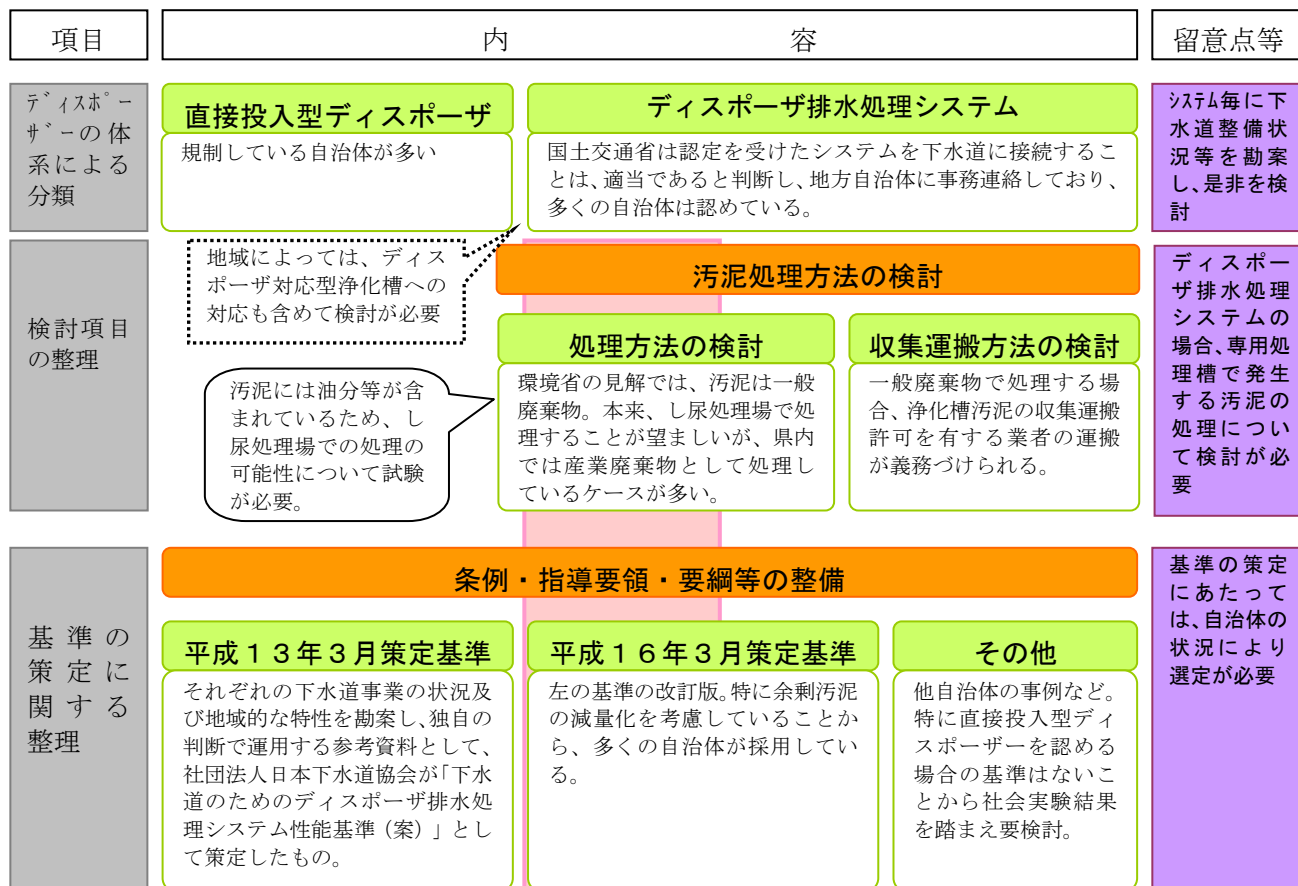 項目
内　　　　容
留意点等
ディスポー
ザーの体
系による
分類
直接投入型ディスポーザ
規制している自治体が多い
ディスポーザ排水処理システム
国土交通省は認定を受けたシステムを下水道に接続するこ
とは、適当であると判断し、地方自治体に事務連絡しており、
多くの自治体は認めている。
システム毎に下
水道整備状
況等を勘案
し、是非を検
討
検討項目
の整理
地域によっては、ディス
ポーザ対応型浄化槽への
対応も含めて検討が必要
汚泥処理方法の検討
処理方法の検討
環境省の見解では、汚泥は一般
廃棄物。本来、し尿処理場で処
理することが望ましいが、県内
では産業廃棄物として処理し
ているケースが多い。
収集運搬方法の検討
一般廃棄物で処理する場
合、浄化槽汚泥の収集運搬
許可を有する業者の運搬
が義務づけられる。
汚泥には油分等が含
まれているため、し
尿処理場での処理の
可能性について試験
が必要。
ディスポー
ザ排水処理
システムの
場合、専用処
理槽で発生
する汚泥の
処理につい
て検討が必
要
基準の
策定に
関する
整理
条例・指導要領・要綱等の整備
平成１３年３月策定基準
それぞれの下水道事業の状況及
び地域的な特性を勘案し、独自の
判断で運用する参考資料として、
社団法人日本下水道協会が「下水
道のためのディスポーザ排水処
理システム性能基準（案）」とし
て策定したもの。
平成１６年３月策定基準
左の基準の改訂版。特に余剰汚泥
の減量化を考慮していることか
ら、多くの自治体が採用してい
る。
その他
他自治体の事例など。
特に直接投入型ディ
スポーザーを認める
場合の基準はないこ
とから社会実験結果
を踏まえ要検討。
基準の策定
にあたって
は、自治体の
状況により
選定が必要